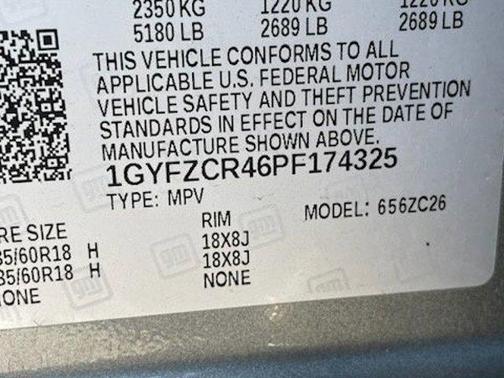 2350 KG 1220 KG 1220 KG
5180 LB 2689 LB 2689 LB
THIS VEHICLE CONFORMS TO ALL
APPLICABLE U.S. FEDERAL MOTOR
VEHICLE SAFETY AND THEFT PREVENTION
STANDARDS IN EFFECT ON THE DATE OF
MANUFACTURE SHOWN ABOVE.
1GYFZCR46PF174325
TYPE: MPV MODEL: 656ZC26
RE SIZE RIM
35/60R18 H 18X8J
35/60R18 H 18X8J
IONE NONE
gm